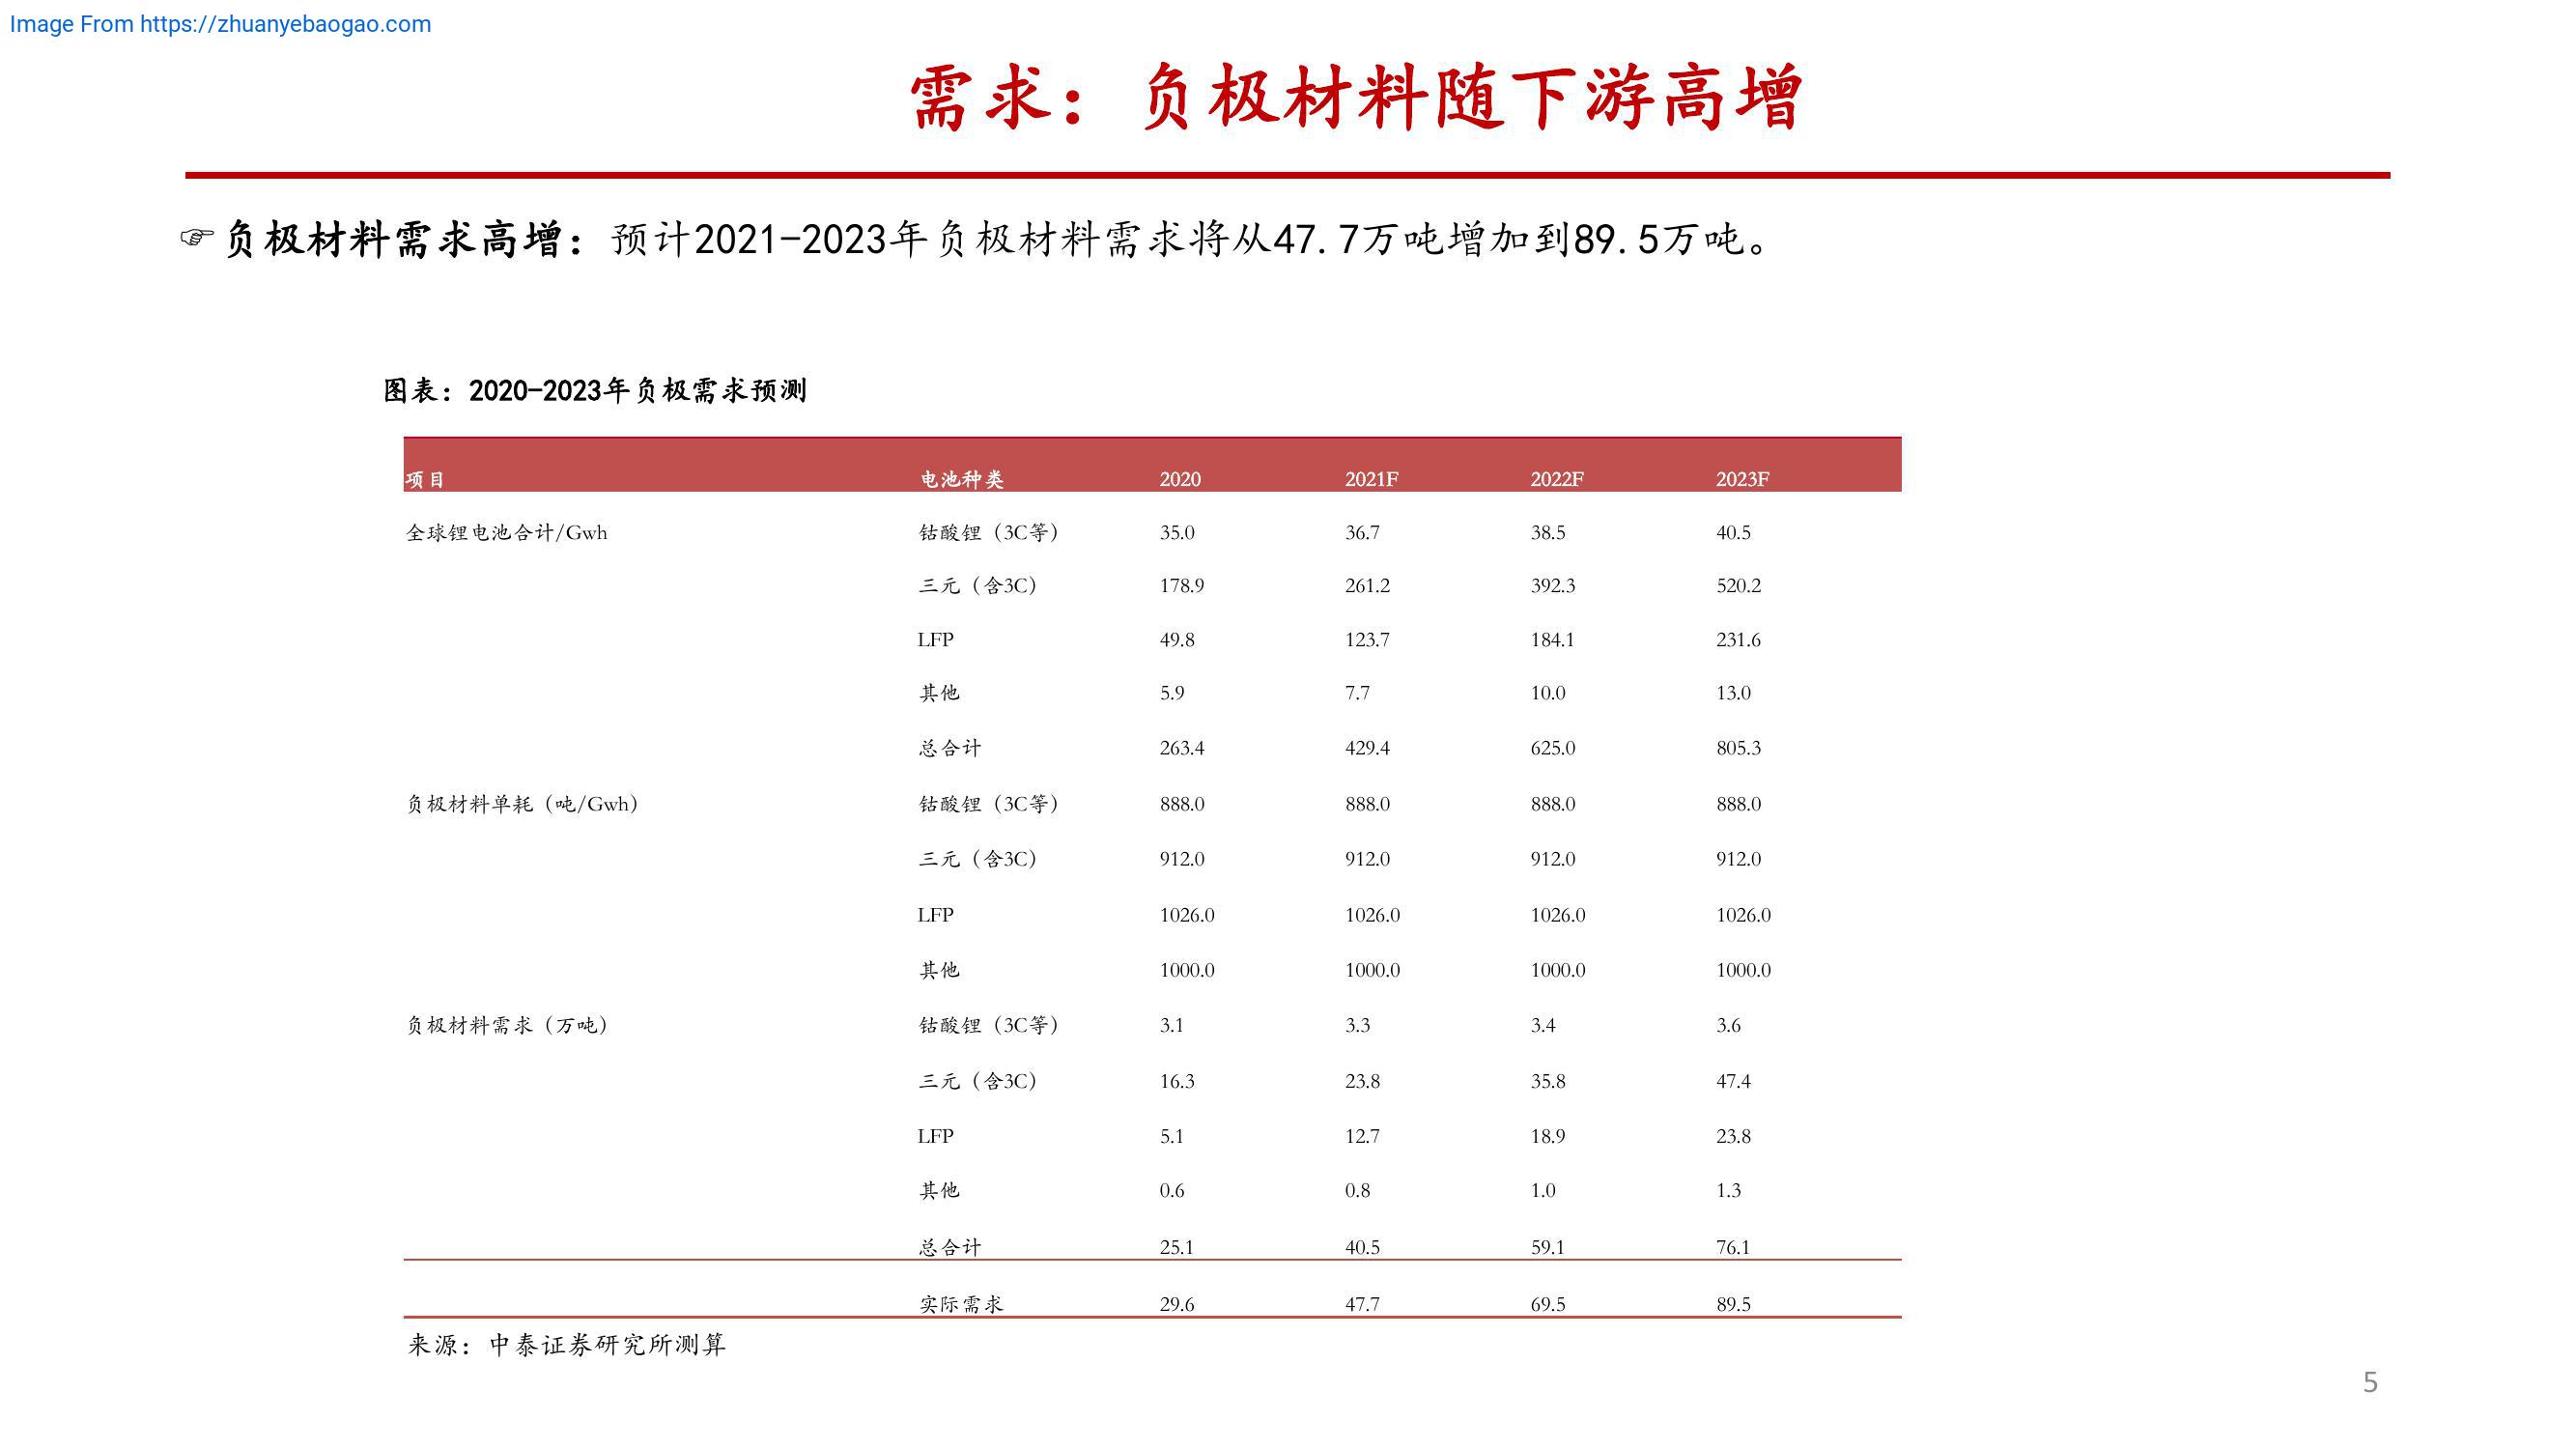 Image From https://zhuanyebaogao.com
需求：负极材料随下游高增
☞负极材料需求高增：预计2021-2023年负极材料需求将从47.7万吨增加到89.5万吨。
图表：2020-2023年负极需求预测
项目 电池种类 2020 2021F 2022F 2023F
全球锂电池合计/Gwh 钴酸锂（3C等） 35.0 36.7 38.5 40.5
三元（含3C） 178.9 261.2 392.3 520.2
LFP 49.8 123.7 184.1 231.6
其他 5.9 7.7 10.0 13.0
总合计 263.4 429.4 625.0 805.3
负极材料单耗（吨/Gwh） 钴酸锂（3C等） 888.0 888.0 888.0 888.0
三元（含3C） 912.0 912.0 912.0 912.0
LFP 1026.0 1026.0 1026.0 1026.0
其他 1000.0 1000.0 1000.0 1000.0
负极材料需求（万吨） 钴酸锂（3C等） 3.1 3.3 3.4 3.6
三元（含3C） 16.3 23.8 35.8 47.4
LFP 5.1 12.7 18.9 23.8
其他 0.6 0.8 1.0 1.3
总合计 25.1 40.5 59.1 76.1
实际需求 29.6 47.7 69.5 89.5
来源：中泰证券研究所测算
5